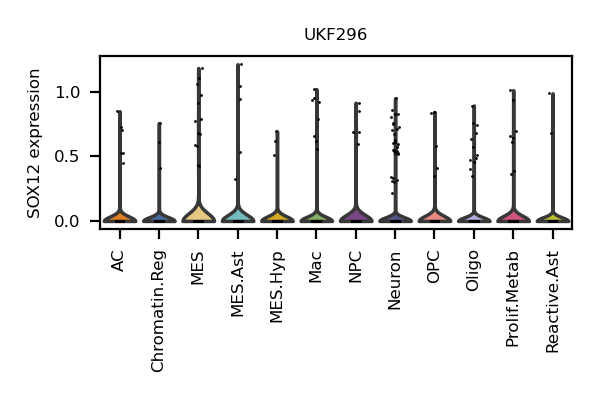 UKF296
SOX12 expression
1.0
0.5
0.0
AC
Chromatin.Reg
MES
MES.Ast
MES.Hyp
Mac
NPC
Neuron
OPC
Oligo
Prolif.Metab
Reactive.Ast